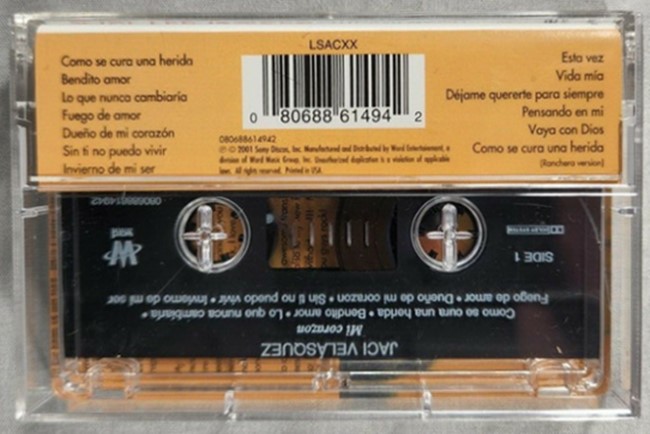 LSACXX
Como se cura una herida
Bendito amor
Lo que nunca cambiaría
Fuego de amor
Dueño de mi corazón
Sin ti no puedo vivir
Invierno de mi ser
0 80688 61494 2
Esta vez
Vida mía
Déjame quererte para siempre
Pensando en mi
Vaya con Dios
Como se cura una herida
(Ranchera version)
080688614942
℗ © 2001 Sony Discos, Inc. Manufactured and Distributed by Word Entertainment, a
division of Word Music Group, Inc. Unauthorized duplication is a violation of applicable
laws. All rights reserved. Printed in USA
JACI VELASQUEZ
Mi corazon
Como se cura una herida • Bendito amor • Lo que nunca cambiaría •
Fuego de amor • Dueño de mi corazon • Sin ti no puedo vivir • Invierno de mi ser
SIDE 1
word
080688614942